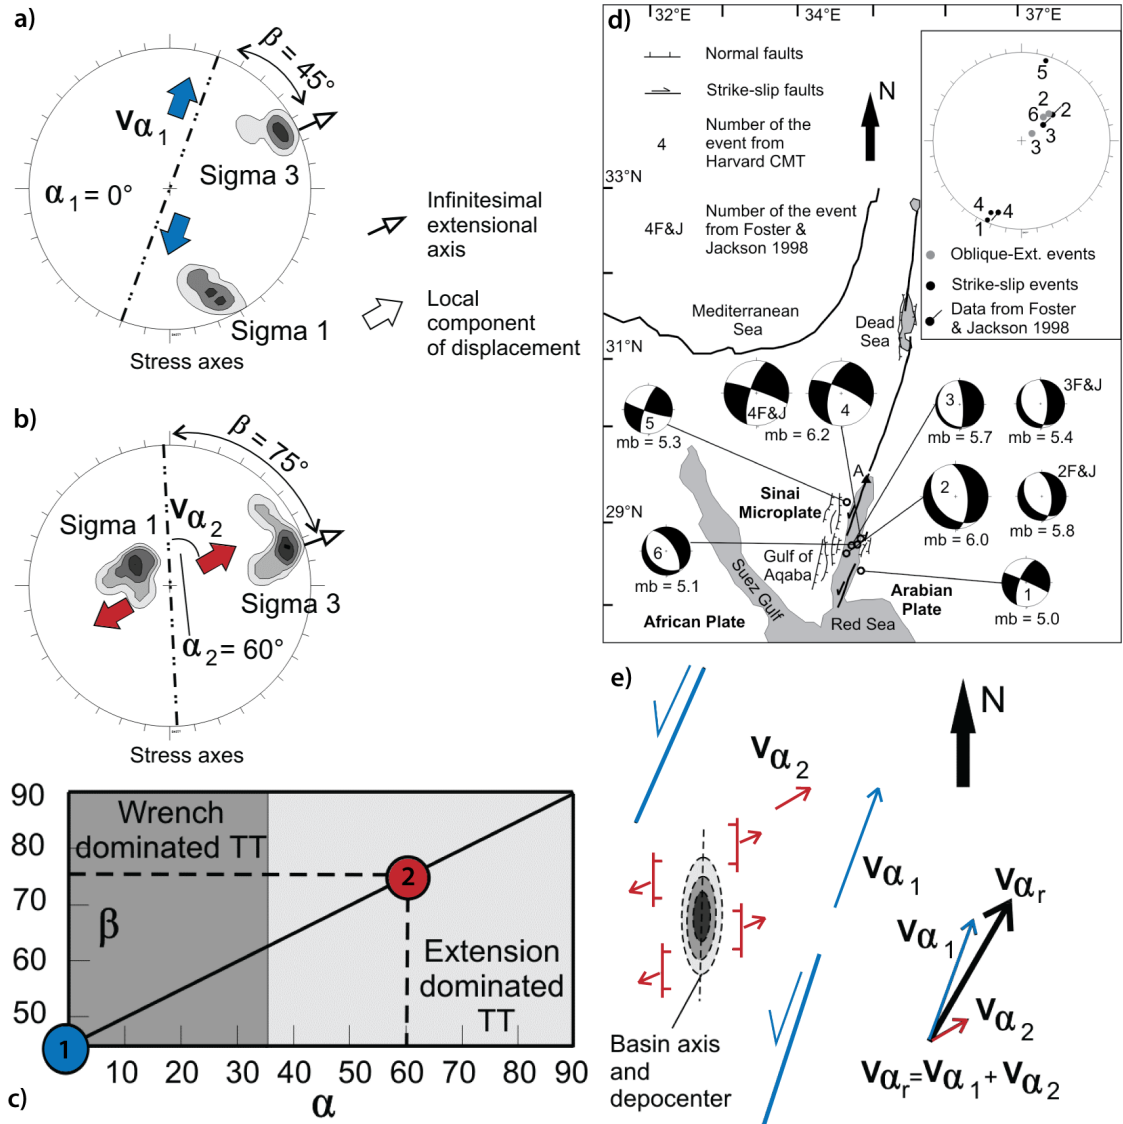 a)
β = 45°
Vα1
Sigma 3
α1 = 0°
Sigma 1
Stress axes
Infinitesimal
extensional
axis
Local
component
of displacement
b)
β = 75°
Sigma 1
Vα2
Sigma 3
α2 = 60°
Stress axes
90
80
70
60
50
Wrench
dominated TT
β
2
Extension
dominated
TT
1
10 20 30 40 50 60 70 80 90
α
c)
d)
32°E 34°E 37°E
Normal faults
Strike-slip faults
4
Number of the
event from
Harvard CMT
4F&J
Number of the event
from Foster &
Jackson 1998
N
5
2
6
2
3
3
4
4
1
Oblique-Ext. events
Strike-slip events
Data from Foster
& Jackson 1998
33°N
31°N
29°N
Mediterranean
Sea
Dead
Sea
5
mb = 5.3
4F&J
4
mb = 6.2
3
mb = 5.7
3F&J
mb = 5.4
2
mb = 6.0
2F&J
mb = 5.8
6
mb = 5.1
1
mb = 5.0
A
Sinai
Microplate
Gulf of
Aqaba
Suez Gulf
African Plate
Arabian
Plate
Red Sea
e)
N
Vα2
Vα1
Vαr
Vα1
Vα2
Vαr=Vα1+Vα2
Basin axis
and
depocenter